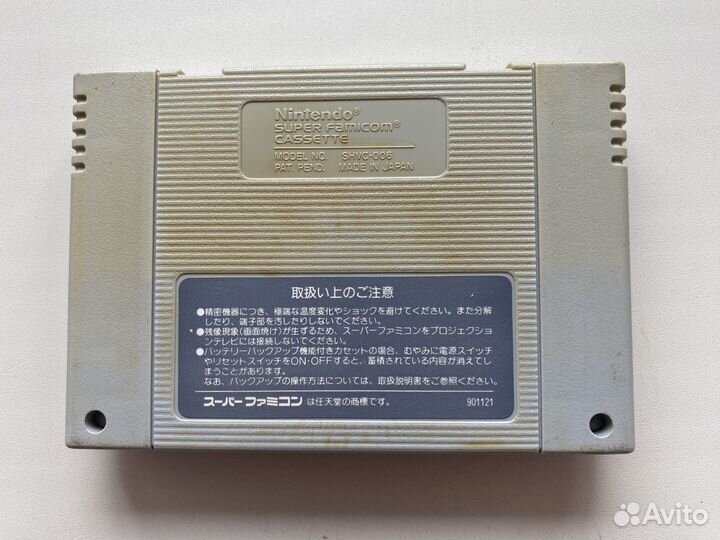 Nintendo®
SUPER FAMICOM®
CASSETTE
MODEL NO. SHVC-006
PAT. PEND. MADE IN JAPAN
取扱い上のご注意
●精密機器につき、極端な温度変化やショックを避けてください。また分解
したり、端子部を汚したりしないでください。
●残像現象(画面焼け)が生ずるため、スーパーファミコンをプロジェクショ
ンテレビには接続しないでください。
●バッテリーバックアップ機能付きカセットの場合、むやみに電源スイッチ
やリセットスイッチをON・OFFすると、蓄積されている内容が消えてし
まうことがあります。
なお、バックアップの操作方法については、取扱説明書をご参照ください。
スーパーファミコン は任天堂の商標です。 901121
Avito